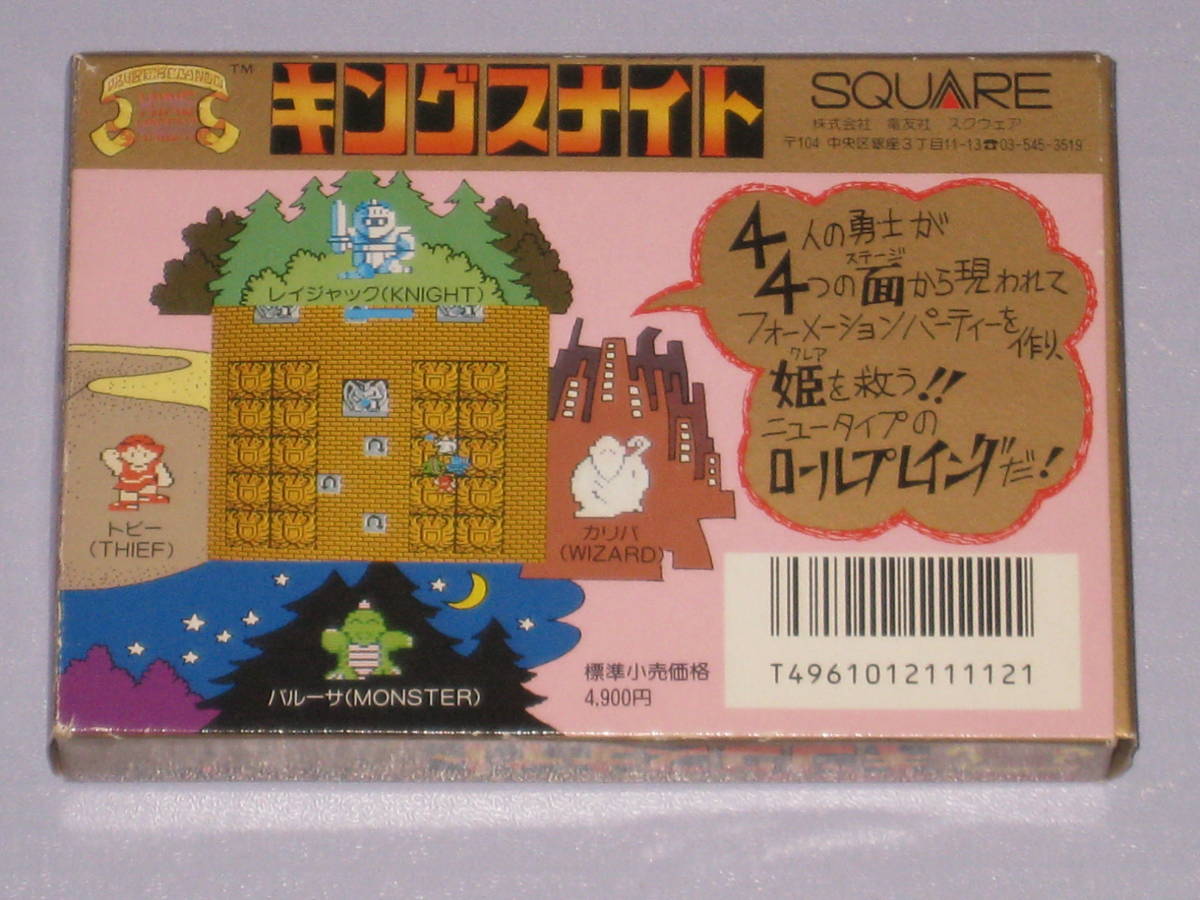 ™
キングスナイト
SQUARE
株式会社 電友社 スクウェア
〒104 中央区銀座3丁目11-13☎03-545-3519
4人の勇士が
ステージ
4つの面から現われて
フォーメーションパーティーを作り、
クレア
姫を救う!!
ニュータイプの
ロールプレイングだ!
レイジャック(KNIGHT)
トビー
(THIEF)
カリバ
(WIZARD)
バルーサ(MONSTER)
標準小売価格
4,900円
T4961012111121